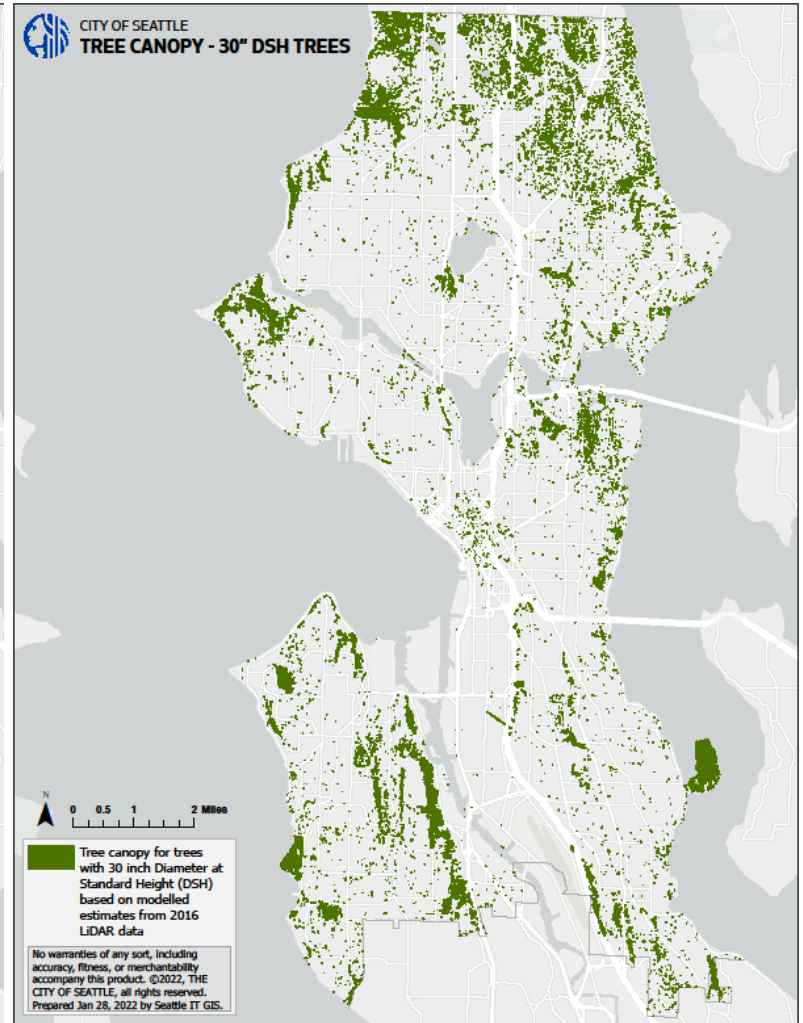 CITY OF SEATTLE
TREE CANOPY - 30" DSH TREES
N
0 0.5 1 2 Miles
Tree canopy for trees
with 30 inch Diameter at
Standard Height (DSH)
based on modelled
estimates from 2016
LiDAR data
No warranties of any sort, including
accuracy, fitness, or merchantability
accompany this product. ©2022, THE
CITY OF SEATTLE, all rights reserved.
Prepared Jan 28, 2022 by Seattle IT GIS.